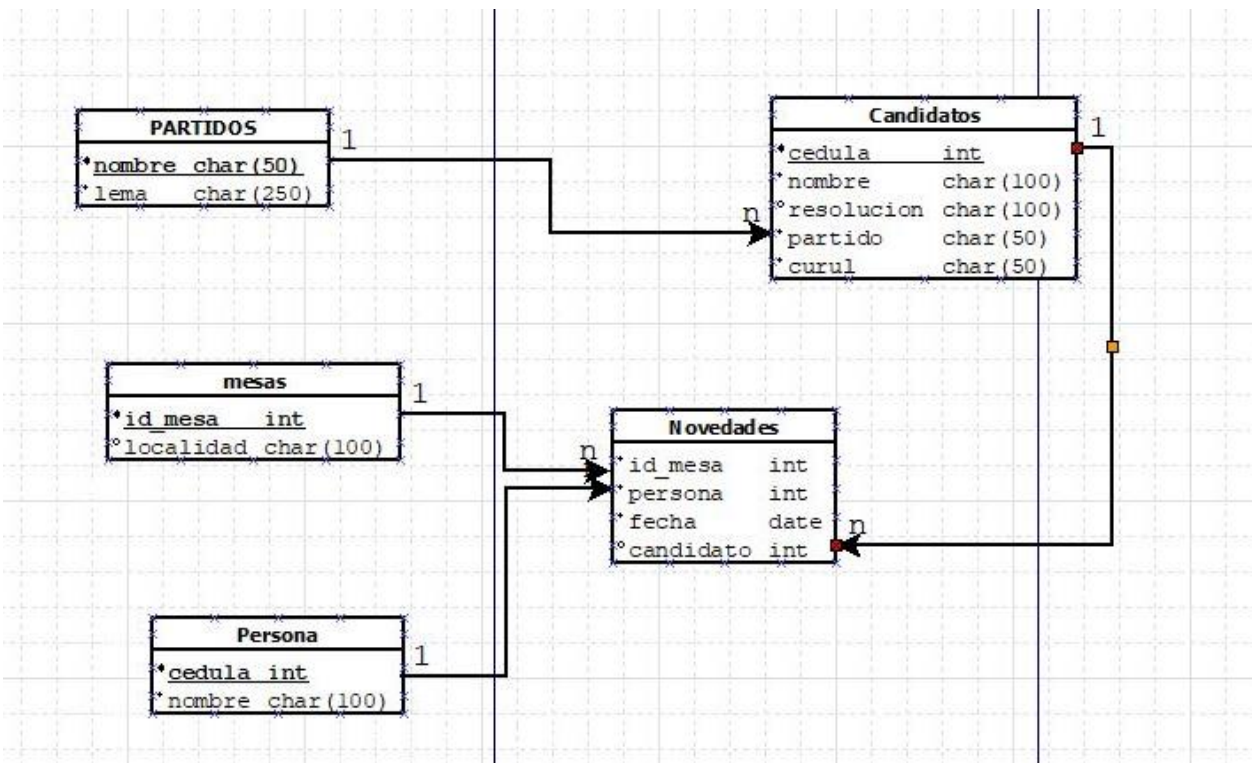 PARTIDOS
nombre char(50)
lema char(250)
1
n
Candidatos
cedula int
nombre char(100)
resolucion char(100)
partido char(50)
curul char(50)
1
mesas
id_mesa int
localidad char(100)
1
n
Novedades
id_mesa int
persona int
fecha date
candidato int
n
Persona
cedula int
nombre char(100)
1